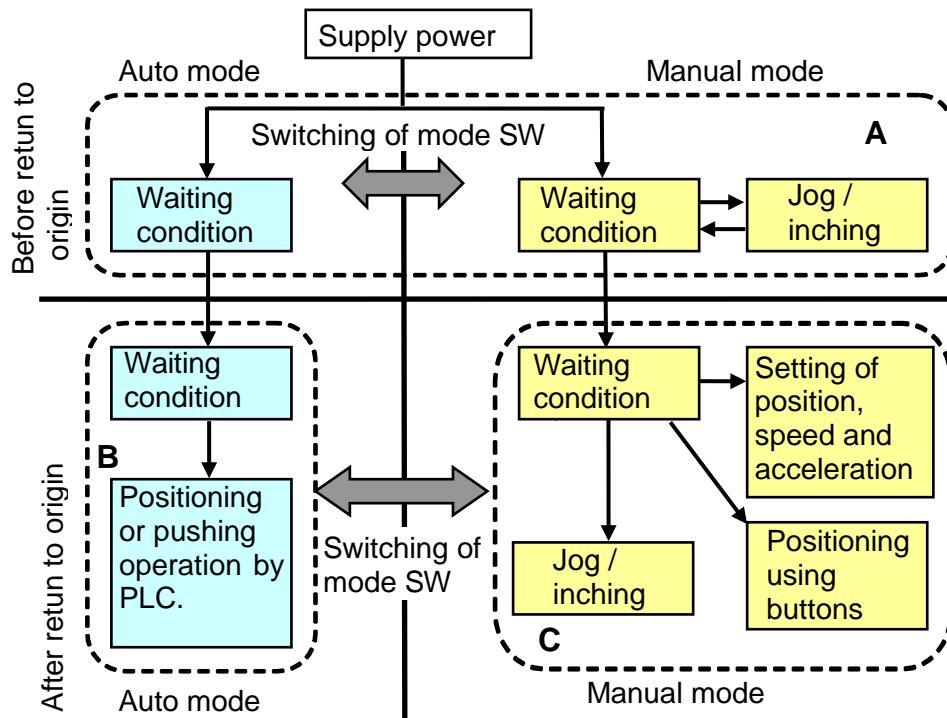 Supply power
Auto mode
Manual mode
Before retun to
origin
Switching of mode SW
A
Waiting
condition
Waiting
condition
Jog /
inching
After retun to origin
Waiting
condition
B
Positioning
or pushing
operation by
PLC.
Auto mode
Switching of
mode SW
Waiting
condition
Setting of
position,
speed and
acceleration
Jog /
inching
Positioning
using
buttons
C
Manual mode